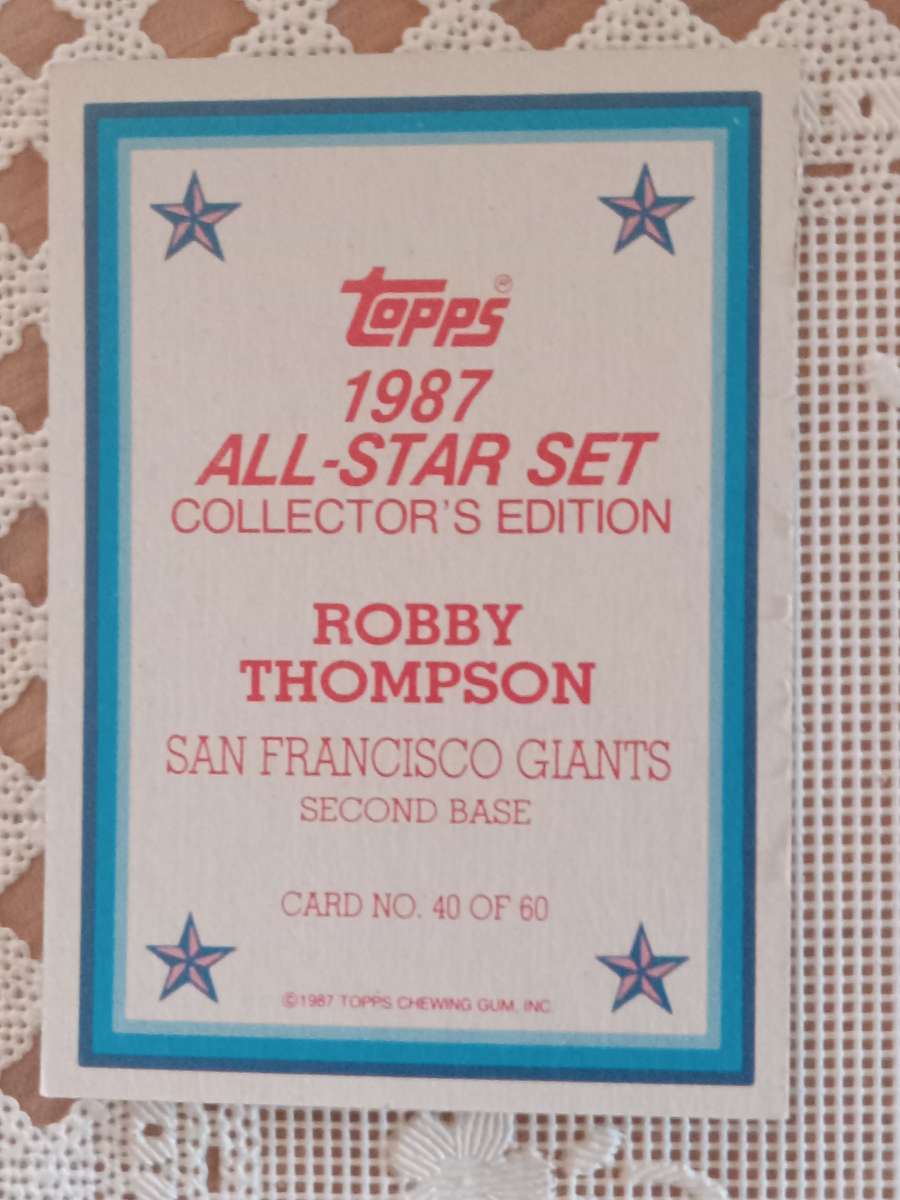 topps®
1987
ALL-STAR SET
COLLECTOR'S EDITION
ROBBY
THOMPSON
SAN FRANCISCO GIANTS
SECOND BASE
CARD NO. 40 OF 60
©1987 TOPPS CHEWING GUM, INC.